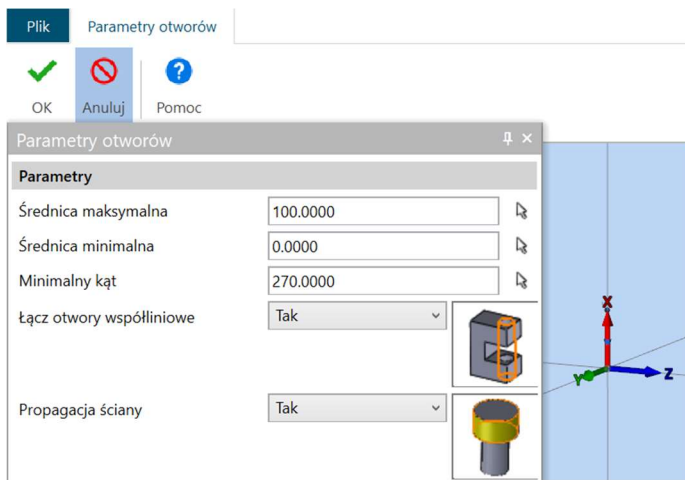 Plik Parametry otworów
OK Anuluj Pomoc
Parametry otworów
Parametry
Średnica maksymalna 100.0000
Średnica minimalna 0.0000
Minimalny kąt 270.0000
Łącz otwory współliniowe Tak
Propagacja ściany Tak
X
Y Z